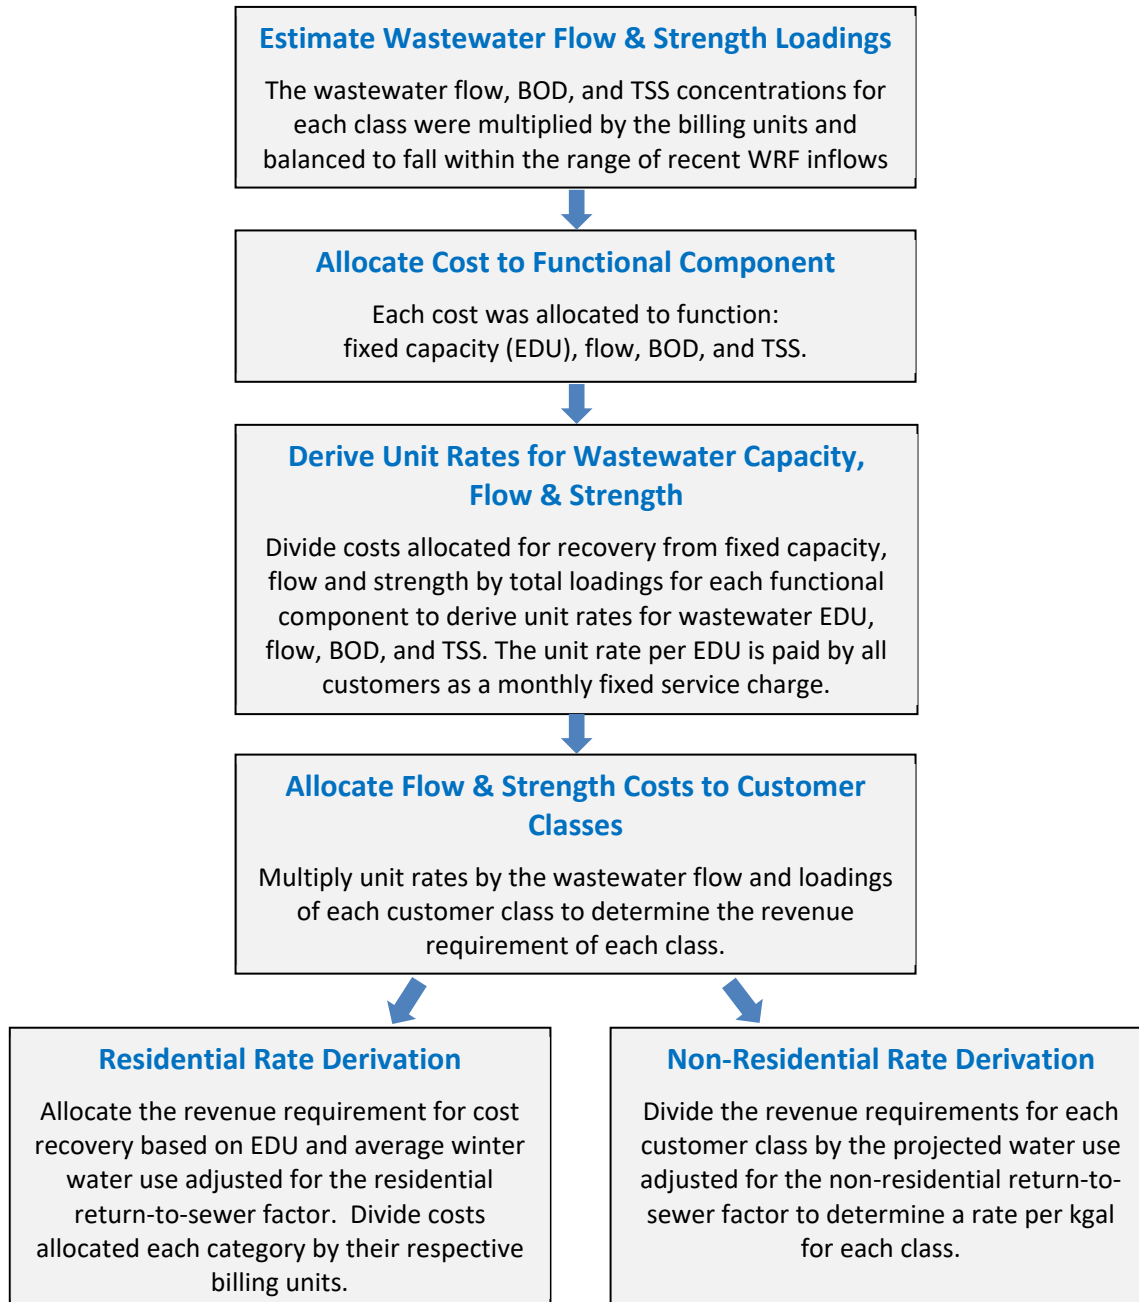 Estimate Wastewater Flow & Strength Loadings
The wastewater flow, BOD, and TSS concentrations for
each class were multiplied by the billing units and
balanced to fall within the range of recent WRF inflows
Allocate Cost to Functional Component
Each cost was allocated to function:
fixed capacity (EDU), flow, BOD, and TSS.
Derive Unit Rates for Wastewater Capacity,
Flow & Strength
Divide costs allocated for recovery from fixed capacity,
flow and strength by total loadings for each functional
component to derive unit rates for wastewater EDU,
flow, BOD, and TSS. The unit rate per EDU is paid by all
customers as a monthly fixed service charge.
Allocate Flow & Strength Costs to Customer
Classes
Multiply unit rates by the wastewater flow and loadings
of each customer class to determine the revenue
requirement of each class.
Residential Rate Derivation
Allocate the revenue requirement for cost
recovery based on EDU and average winter
water use adjusted for the residential
return-to-sewer factor.  Divide costs
allocated each category by their respective
billing units.
Non-Residential Rate Derivation
Divide the revenue requirements for each
customer class by the projected water use
adjusted for the non-residential return-to-
sewer factor to determine a rate per kgal
for each class.